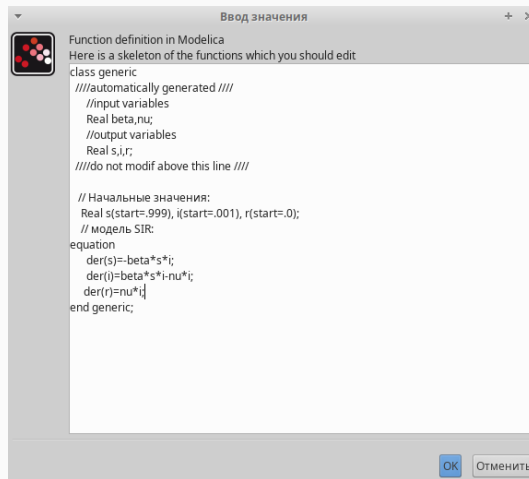 Ввод значения
Function definition in Modelica
Here is a skeleton of the functions which you should edit
class generic
////automatically generated ////
//input variables
Real beta,nu;
//output variables
Real s,i,r;
////do not modif above this line ////
// Начальные значения:
Real s(start=.999), i(start=.001), r(start=.0);
// модель SIR:
equation
der(s)=-beta*s*i;
der(i)=beta*s*i-nu*i;
der(r)=nu*i;
end generic;
OK
Отменить